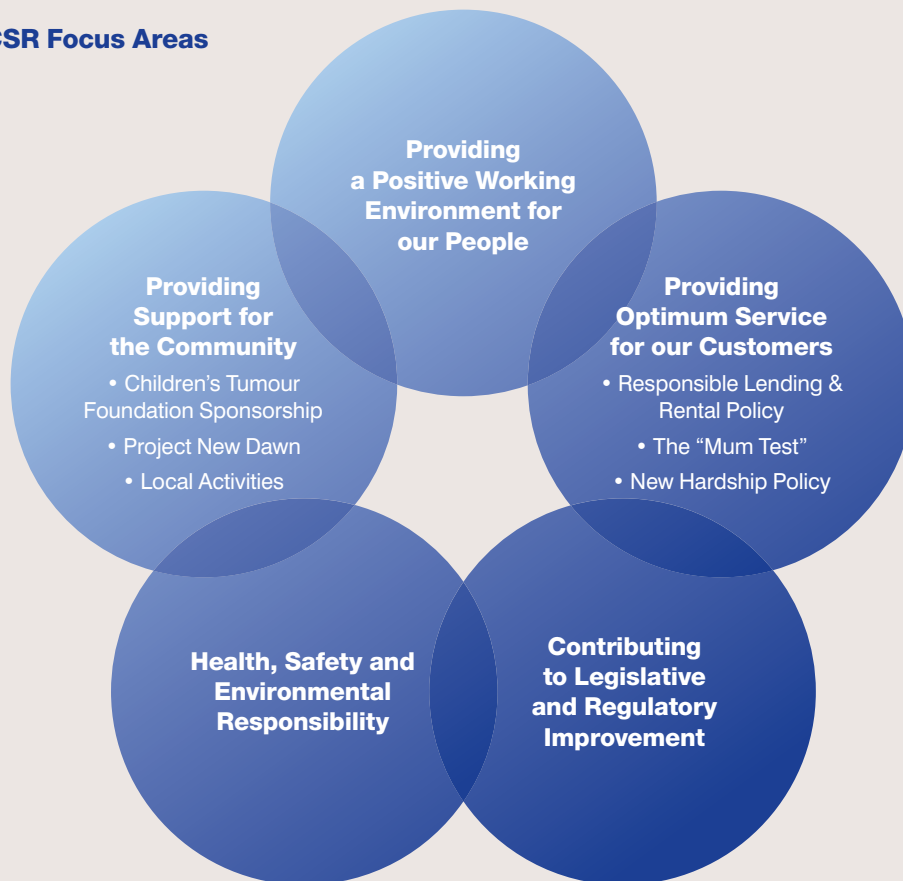 CSR Focus Areas
Providing
a Positive Working
Environment for
our People
Providing
Support for
the Community
• Children’s Tumour
Foundation Sponsorship
• Project New Dawn
• Local Activities
Providing
Optimum Service
for our Customers
• Responsible Lending &
Rental Policy
• The “Mum Test”
• New Hardship Policy
Health, Safety and
Environmental
Responsibility
Contributing
to Legislative
and Regulatory
Improvement